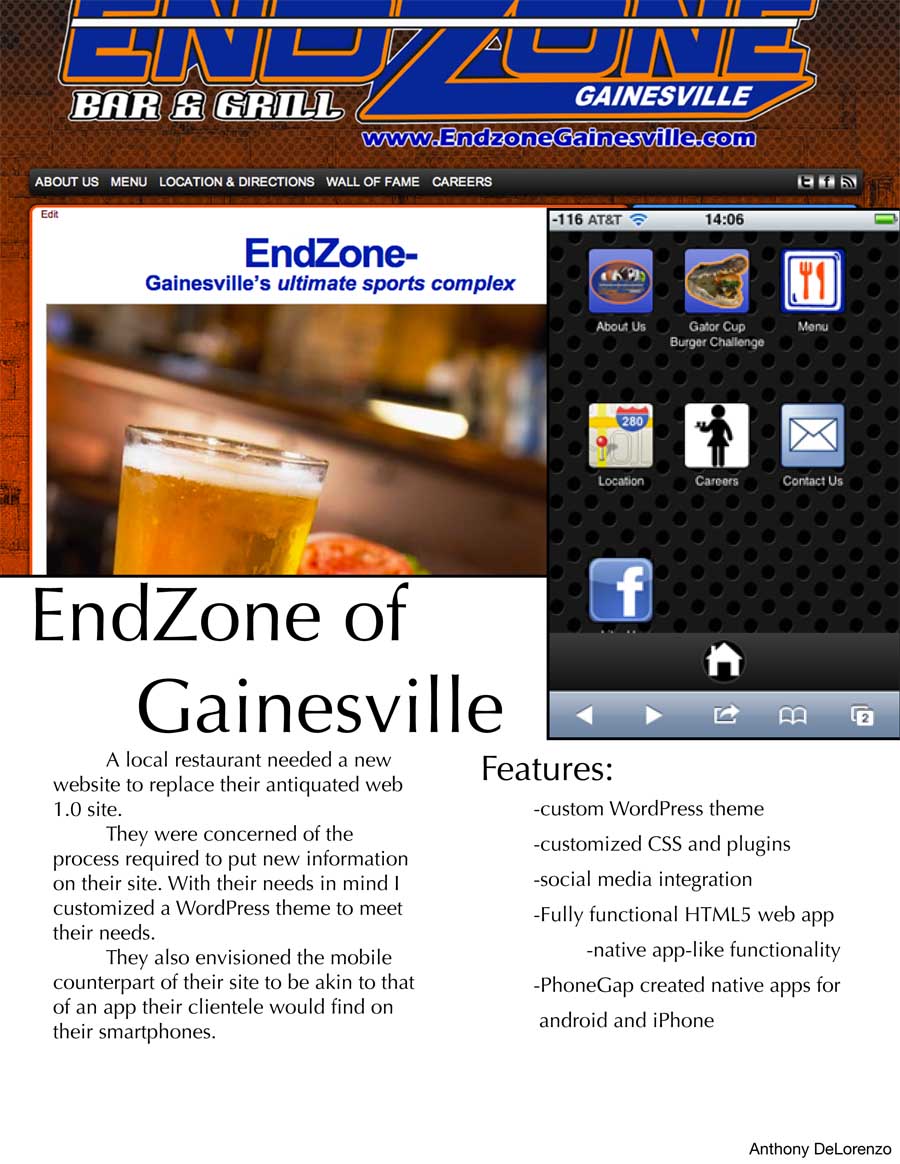 ENDZONE
BAR & GRILL
GAINESVILLE
www.EndzoneGainesville.com
ABOUT US MENU LOCATION & DIRECTIONS WALL OF FAME CAREERS
Edit
EndZone-
Gainesville's ultimate sports complex
-116 AT&T 14:06
About Us
Gator Cup
Burger Challenge
Menu
280
Location
Careers
Contact Us
f
2
EndZone of
Gainesville
A local restaurant needed a new
website to replace their antiquated web
1.0 site.
They were concerned of the
process required to put new information
on their site. With their needs in mind I
customized a WordPress theme to meet
their needs.
They also envisioned the mobile
counterpart of their site to be akin to that
of an app their clientele would find on
their smartphones.
Features:
-custom WordPress theme
-customized CSS and plugins
-social media integration
-Fully functional HTML5 web app
-native app-like functionality
-PhoneGap created native apps for
android and iPhone
Anthony DeLorenzo